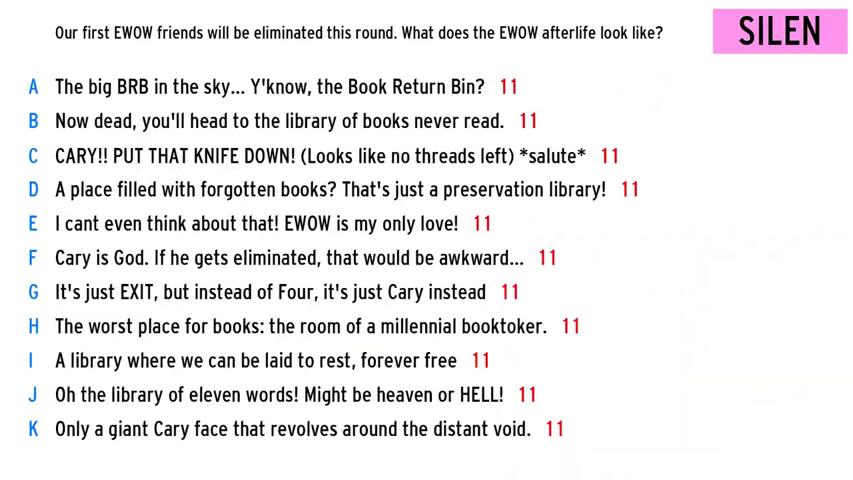 Our first EWOW friends will be eliminated this round. What does the EWOW afterlife look like?
SILEN
A The big BRB in the sky... Y'know, the Book Return Bin? 11
B Now dead, you'll head to the library of books never read. 11
C CARY!! PUT THAT KNIFE DOWN! (Looks like no threads left) *salute* 11
D A place filled with forgotten books? That's just a preservation library! 11
E I cant even think about that! EWOW is my only love! 11
F Cary is God. If he gets eliminated, that would be awkward... 11
G It's just EXIT, but instead of Four, it's just Cary instead 11
H The worst place for books: the room of a millennial booktoker. 11
I A library where we can be laid to rest, forever free 11
J Oh the library of eleven words! Might be heaven or HELL! 11
K Only a giant Cary face that revolves around the distant void. 11